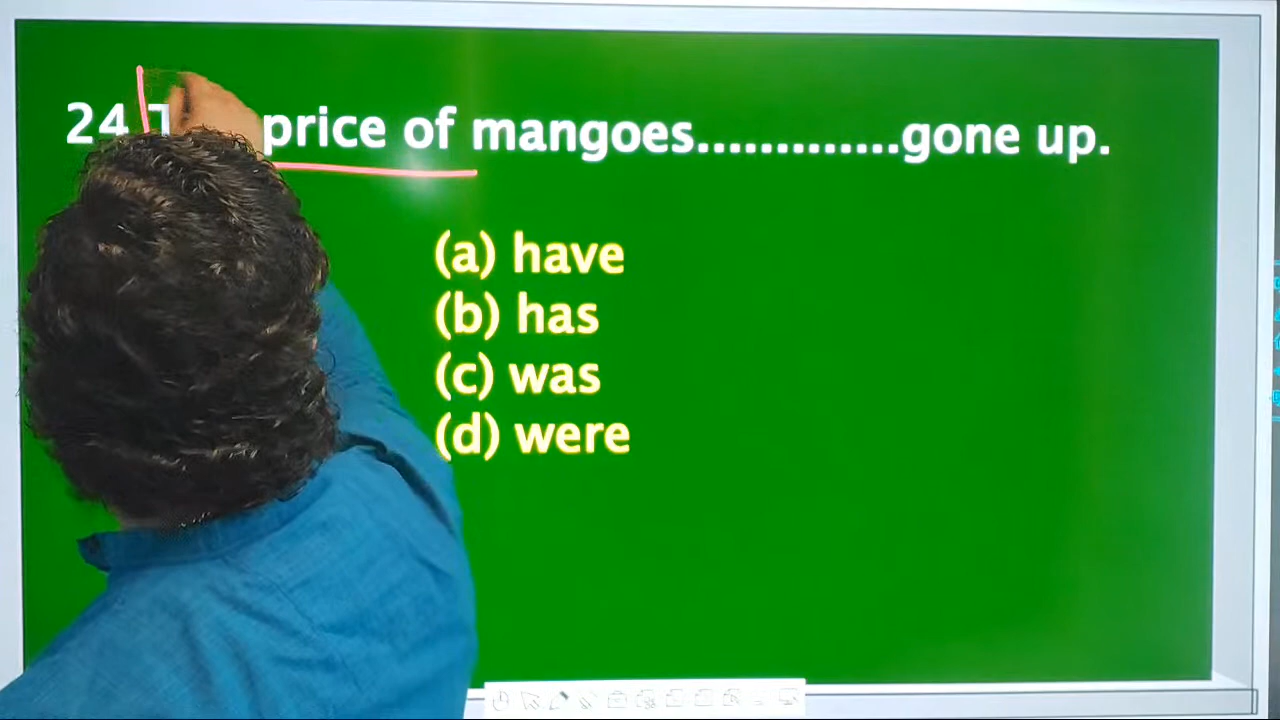 24 price of mangoes.............gone up.
(a) have
(b) has
(c) was
(d) were